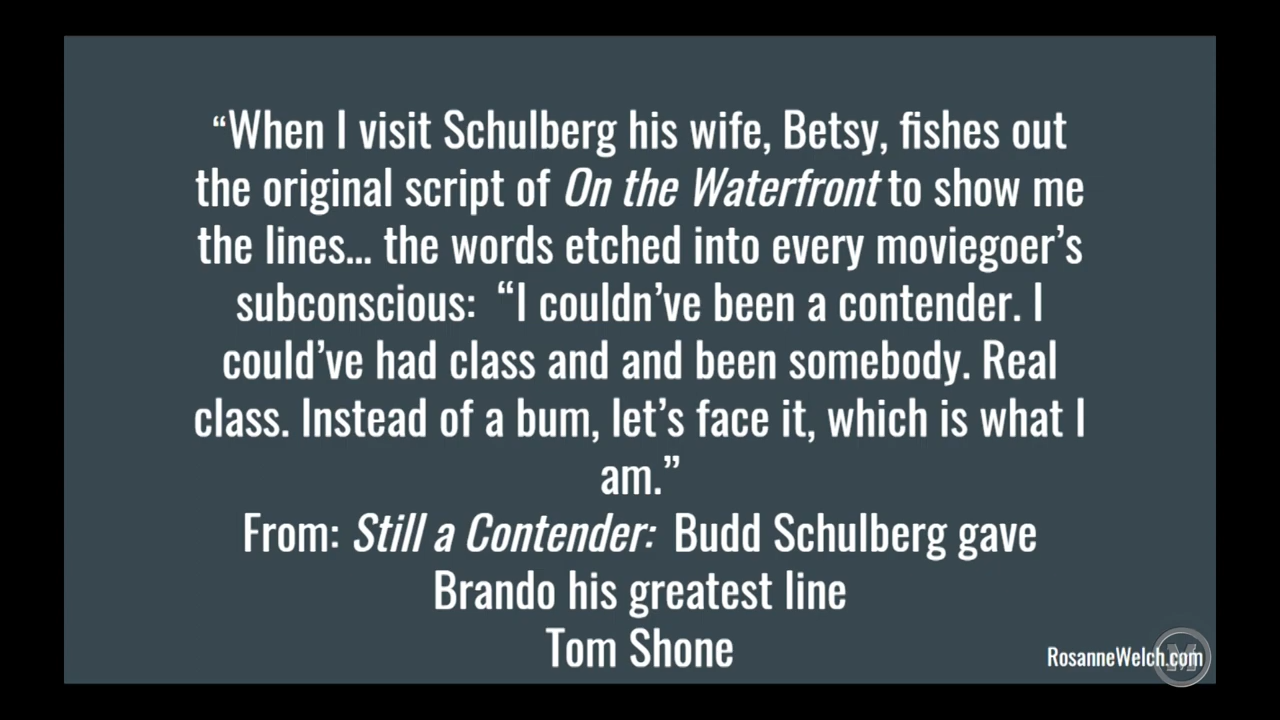 “When I visit Schulberg his wife, Betsy, fishes out
the original script of On the Waterfront to show me
the lines... the words etched into every moviegoer’s
subconscious: “I couldn’ve been a contender. I
could’ve had class and and been somebody. Real
class. Instead of a bum, let’s face it, which is what I
am.”
From: Still a Contender: Budd Schulberg gave
Brando his greatest line
Tom Shone
RosanneWelch.com
M